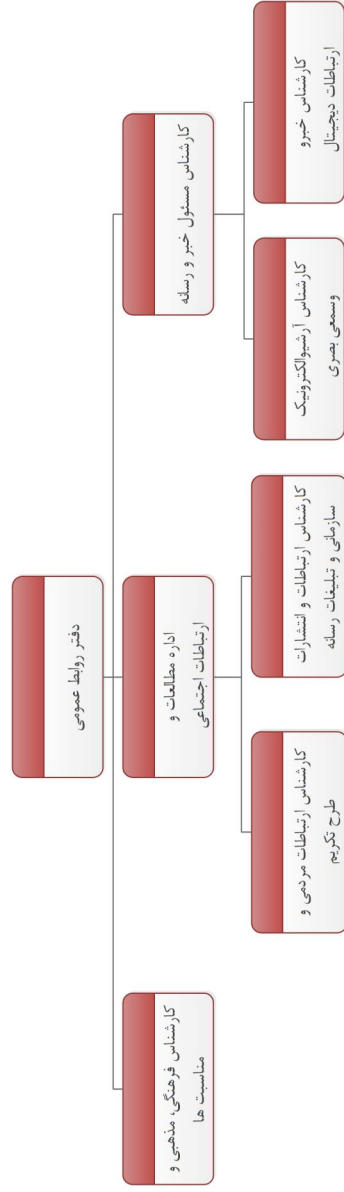 دفتر روابط عمومی
کارشناس مسئول خبر و رسانه
اداره مطالعات و
ارتباطات اجتماعی
کارشناس فرهنگی، مذهبی و
مناسبت ها
کارشناس خبرو
ارتباطات دیجیتال
کارشناس آرشیوالکترونیک
وسمعی بصری
کارشناس ارتباطات و انتشارات
سازمانی و تبلیغات رسانه
کارشناس ارتباطات مردمی و
طرح تکریم